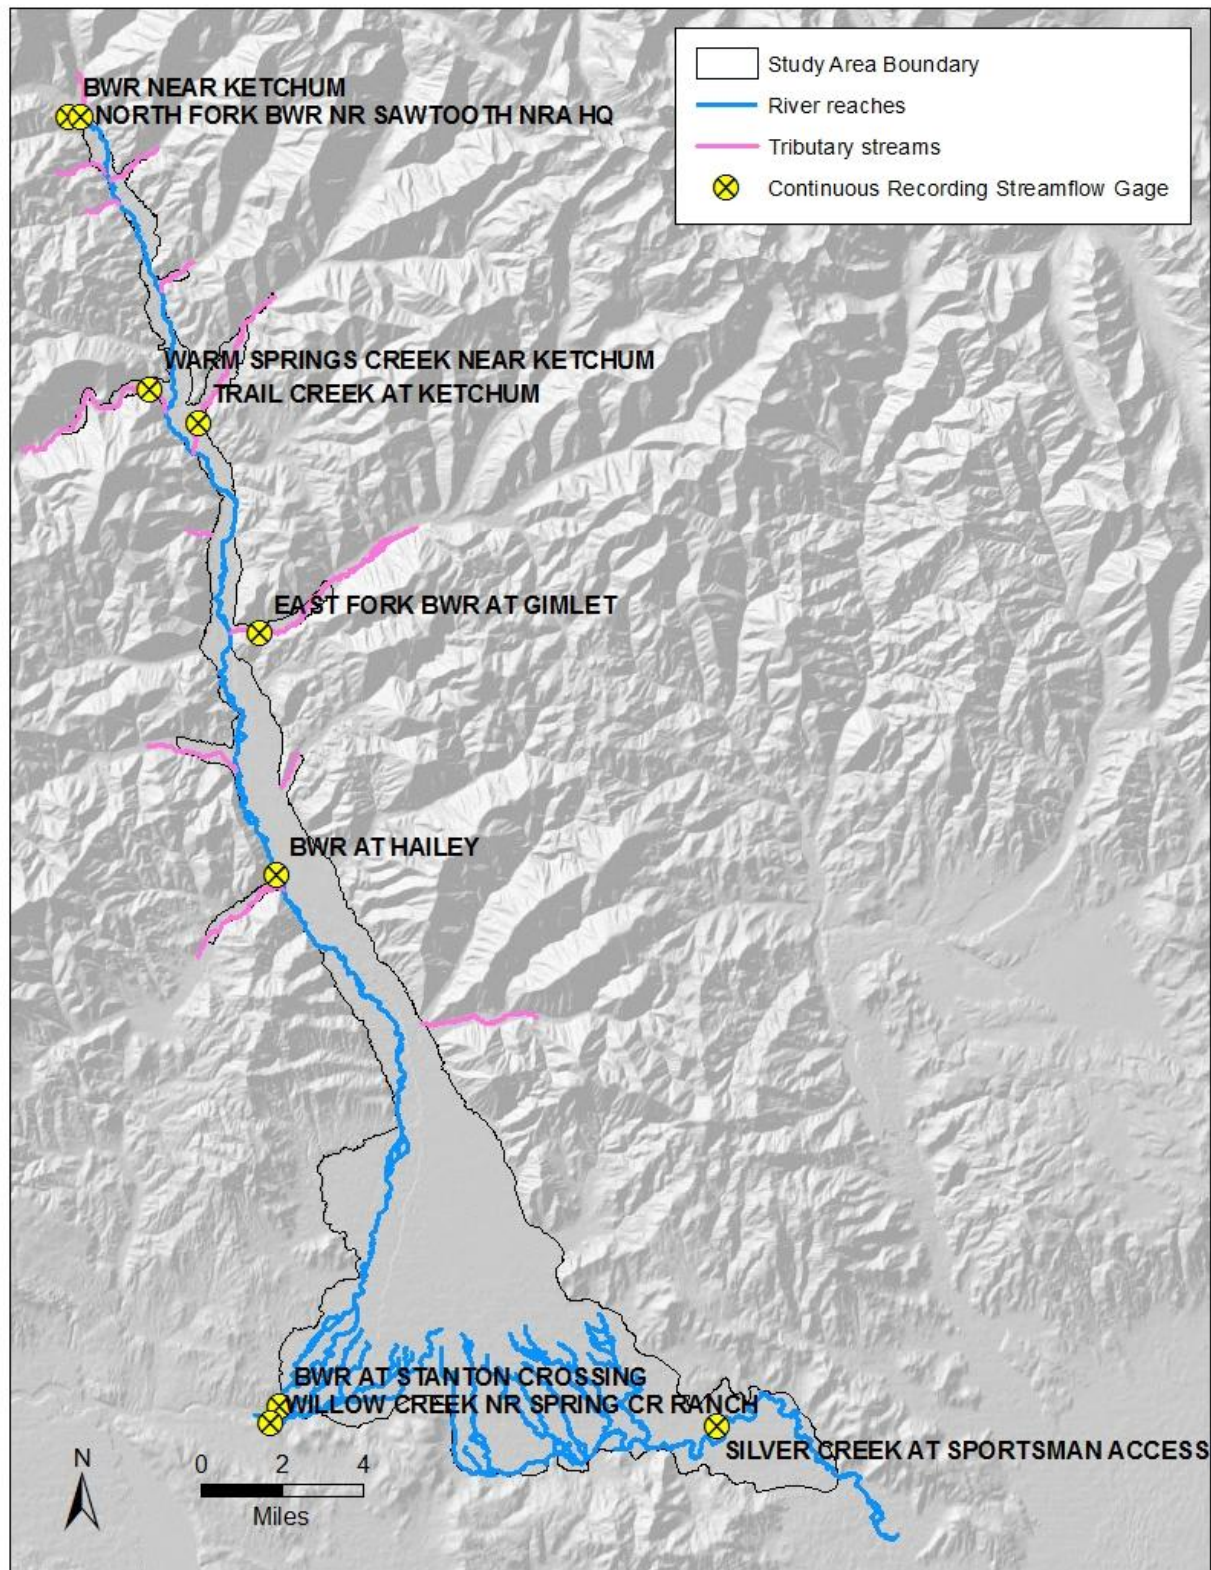 BWR NEAR KETCHUM
NORTH FORK BWR NR SAWTOOTH NRA HQ
Study Area Boundary
River reaches
Tributary streams
Continuous Recording Streamflow Gage
WARM SPRINGS CREEK NEAR KETCHUM
TRAIL CREEK AT KETCHUM
EAST FORK BWR AT GIMLET
BWR AT HAILEY
BWR AT STANTON CROSSING
WILLOW CREEK NR SPRING CR RANCH
SILVER CREEK AT SPORTSMAN ACCESS
N
0 2 4
Miles